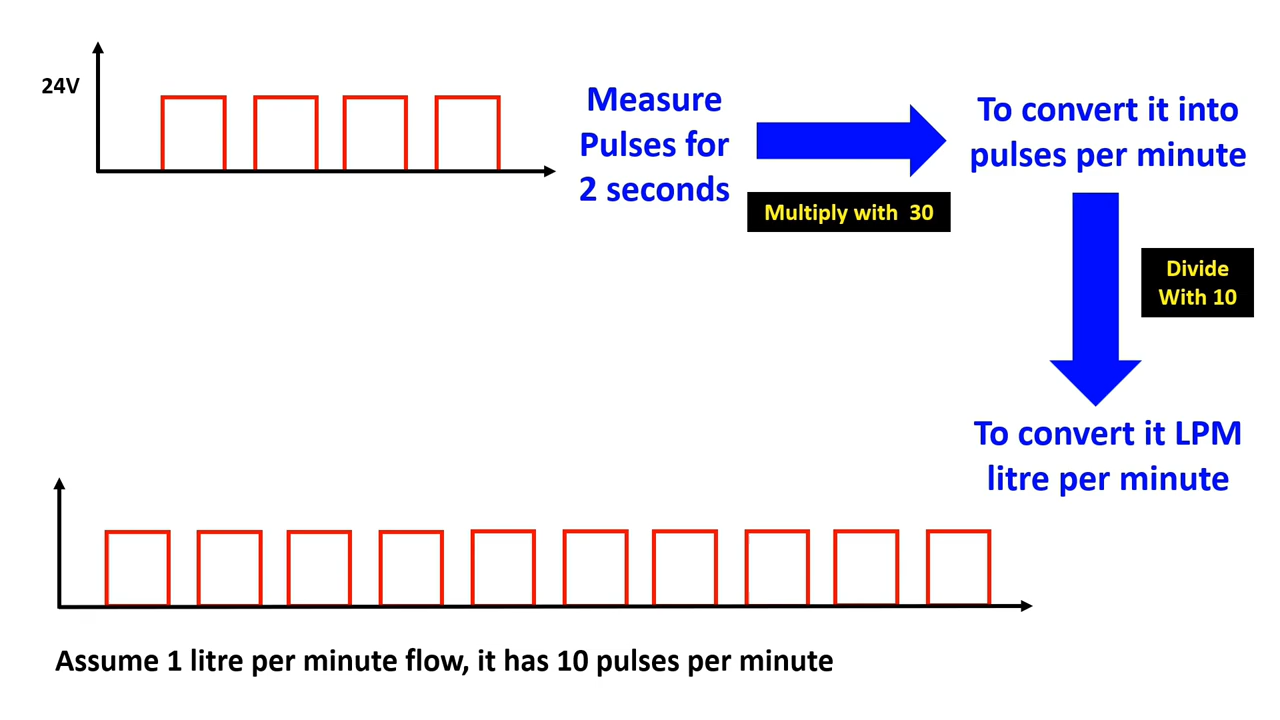 24V
Measure
Pulses for
2 seconds
Multiply with 30
To convert it into
pulses per minute
Divide
With 10
To convert it LPM
litre per minute
Assume 1 litre per minute flow, it has 10 pulses per minute